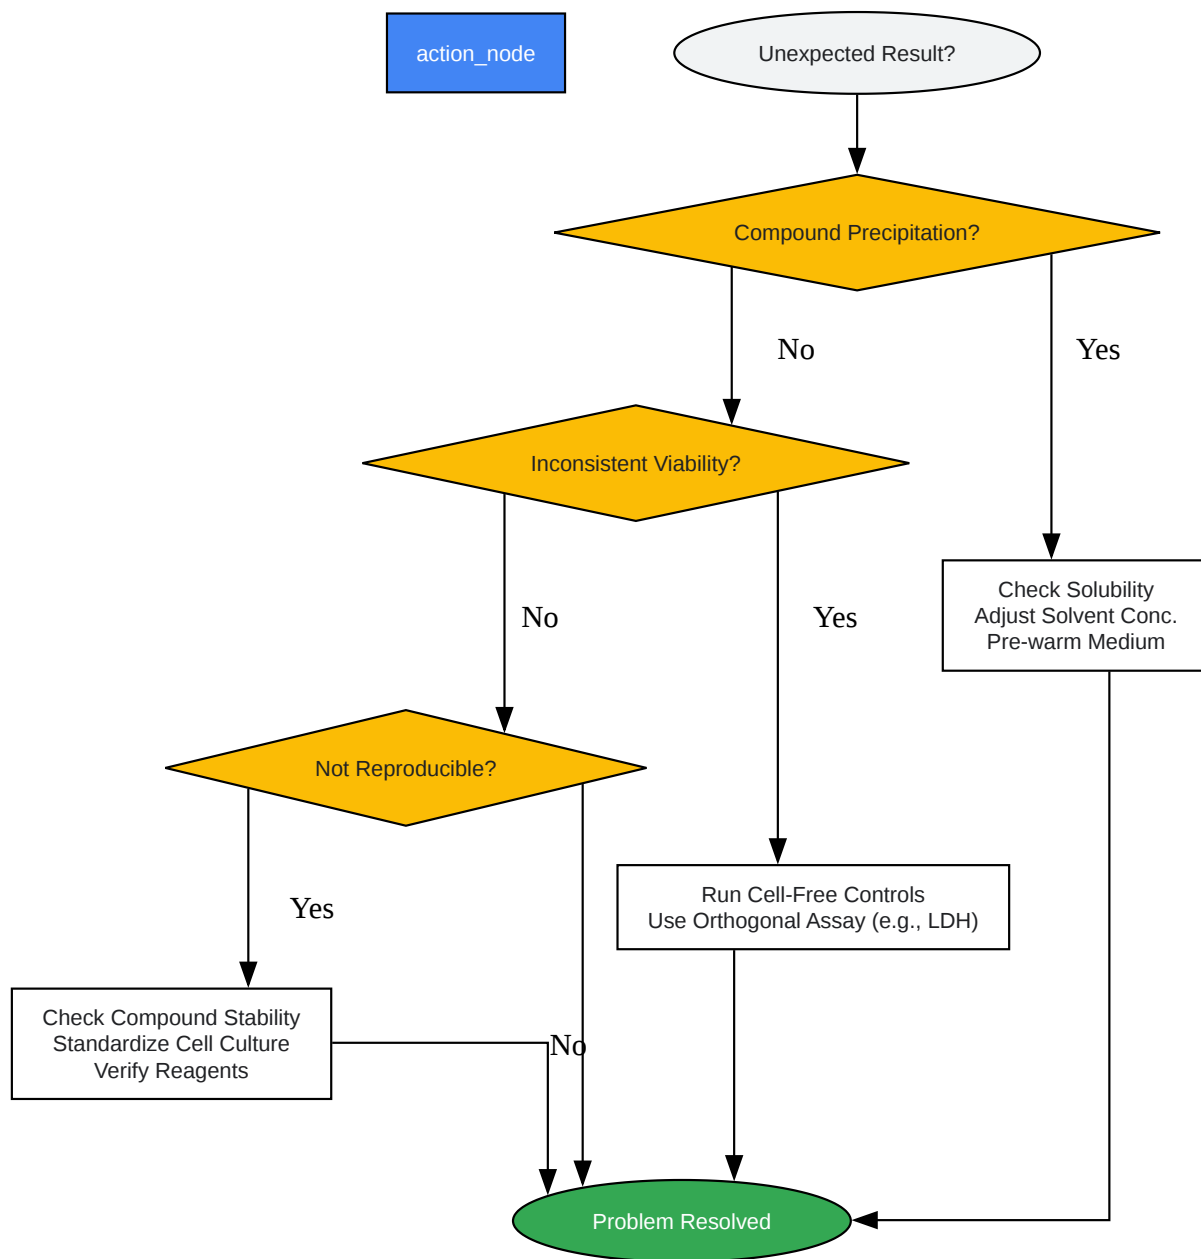 action_node
Unexpected Result?
Compound Precipitation?
No
Yes
Inconsistent Viability?
Check Solubility
Adjust Solvent Conc.
Pre-warm Medium
No
Yes
Not Reproducible?
Run Cell-Free Controls
Use Orthogonal Assay (e.g., LDH)
Yes
Check Compound Stability
Standardize Cell Culture
Verify Reagents
No
Problem Resolved